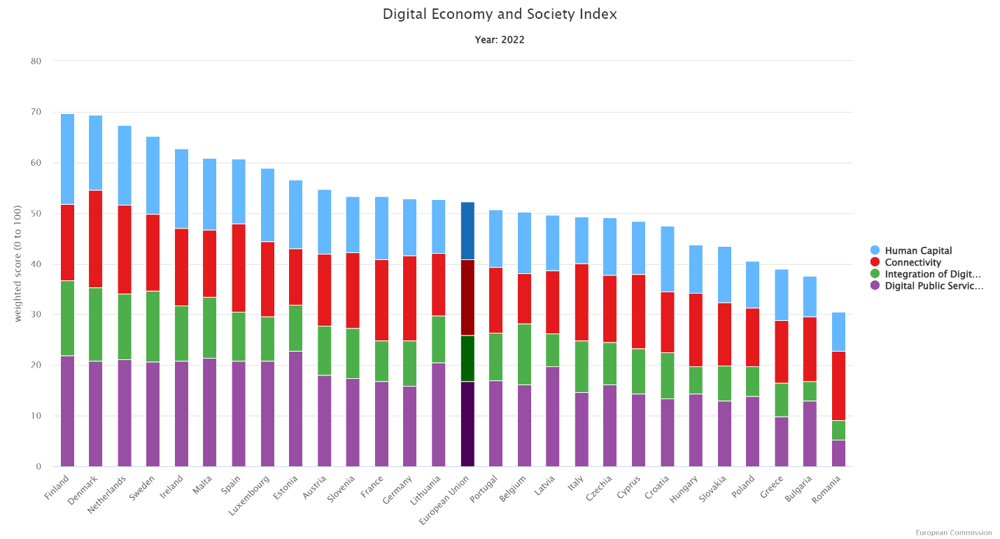 Digital Economy and Society Index
Year: 2022
weighted score (0 to 100)
80
70
60
50
40
30
20
10
0
Finland
Denmark
Netherlands
Sweden
Ireland
Malta
Spain
Luxembourg
Estonia
Austria
Slovenia
France
Germany
Lithuania
European Union
Portugal
Belgium
Latvia
Italy
Czechia
Cyprus
Croatia
Hungary
Slovakia
Poland
Greece
Bulgaria
Romania
Human Capital
Connectivity
Integration of Digit...
Digital Public Servic...
European Commission